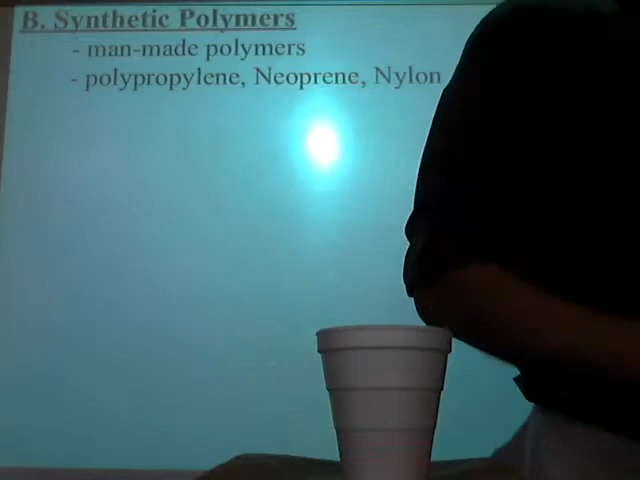 B. Synthetic Polymers
- man-made polymers
- polypropylene, Neoprene, Nylon